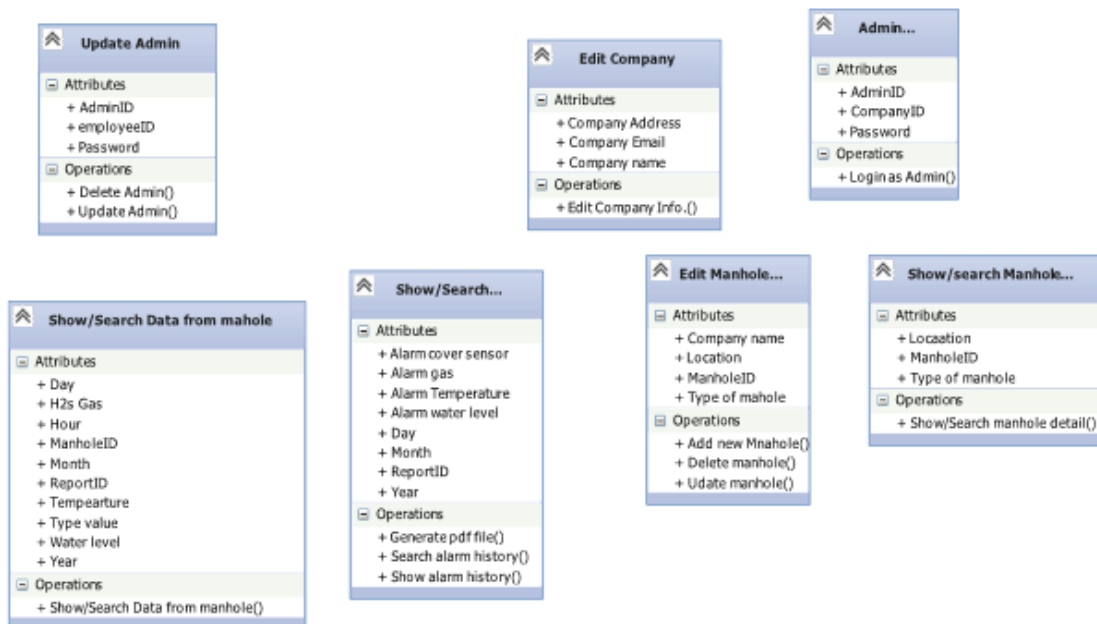 Update Admin
Attributes
+ AdminID
+ employeeID
+ Password
Operations
+ Delete Admin()
+ Update Admin()
Edit Company
Attributes
+ Company Address
+ Company Email
+ Company name
Operations
+ Edit Company Info.()
Admin...
Attributes
+ AdminID
+ CompanyID
+ Password
Operations
+ Login as Admin()
Show/Search Data from mahole
Attributes
+ Day
+ H2s Gas
+ Hour
+ ManholeID
+ Month
+ ReportID
+ Tempearture
+ Type value
+ Water level
+ Year
Operations
+ Show/Search Data from manhole()
Show/Search...
Attributes
+ Alarm cover sensor
+ Alarm gas
+ Alarm Temperature
+ Alarm water level
+ Day
+ Month
+ ReportID
+ Year
Operations
+ Generate pdf file()
+ Search alarm history()
+ Show alarm history()
Edit Manhole...
Attributes
+ Company name
+ Location
+ ManholeID
+ Type of mahole
Operations
+ Add new Mnahole()
+ Delete manhole()
+ Udate manhole()
Show/search Manhole...
Attributes
+ Locaation
+ ManholeID
+ Type of manhole
Operations
+ Show/Search manhole detail()